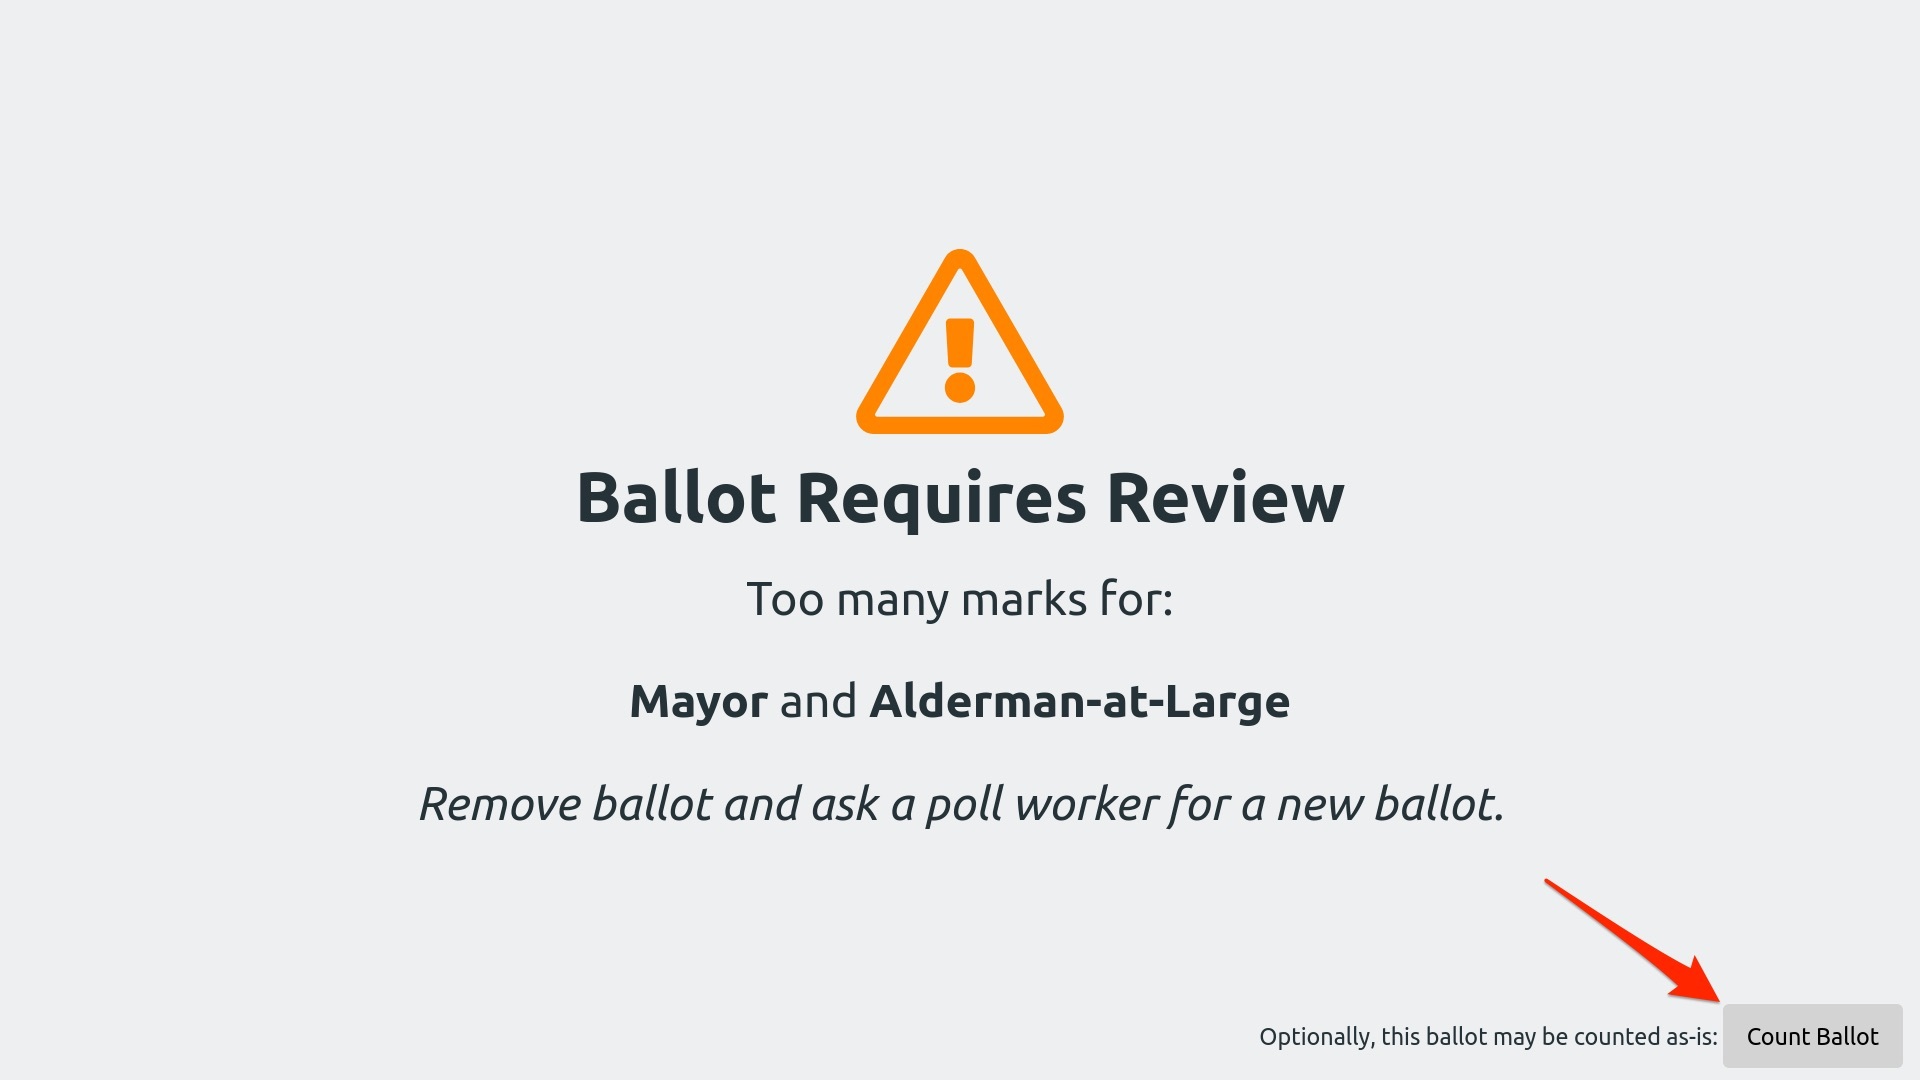 Ballot Requires Review
Too many marks for:
Mayor and Alderman-at-Large
Remove ballot and ask a poll worker for a new ballot.
Optionally, this ballot may be counted as-is: Count Ballot